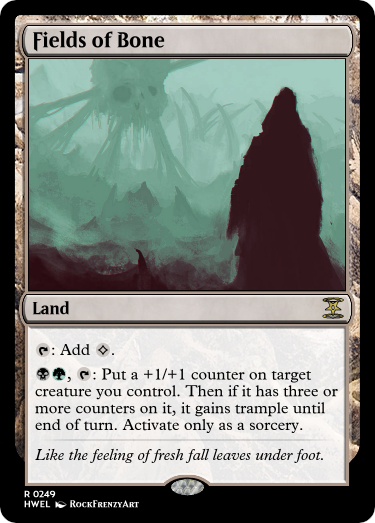 Fields of Bone
Land
: Add .
, : Put a +1/+1 counter on target
creature you control. Then if it has three or
more counters on it, it gains trample until
end of turn. Activate only as a sorcery.
Like the feeling of fresh fall leaves under foot.
R 0249
HWEL RockFrenzyArt